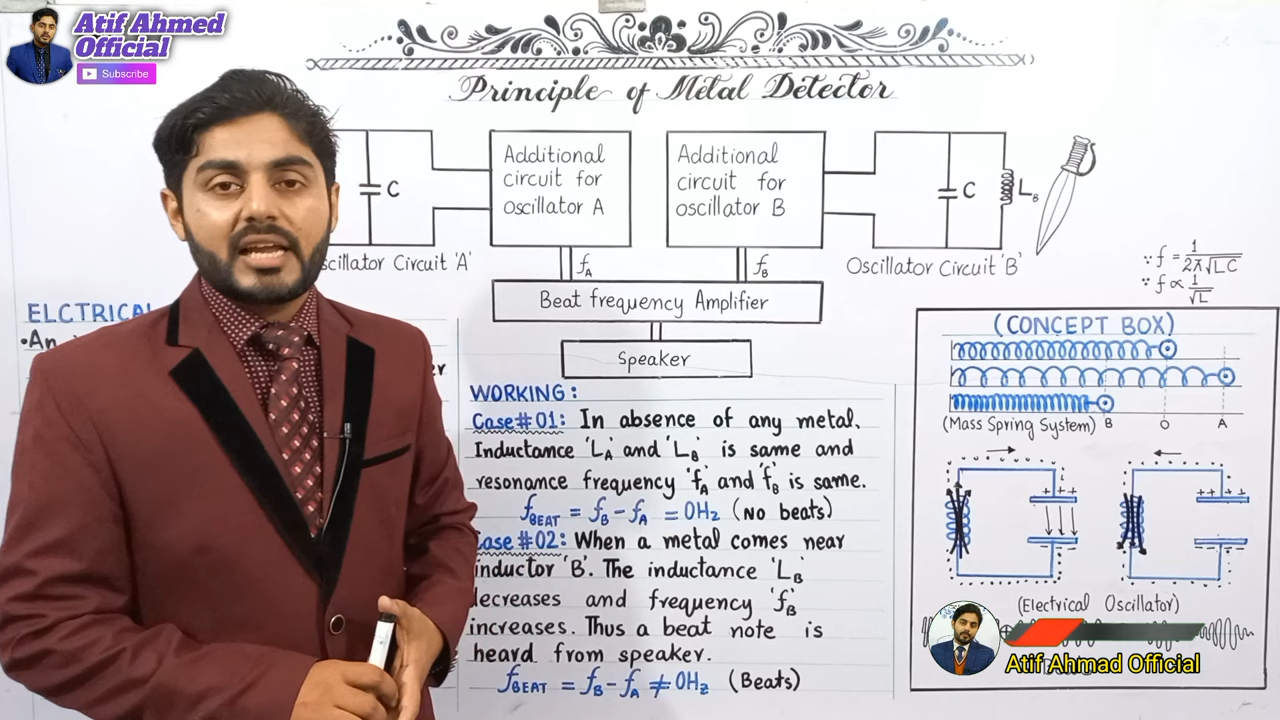 Atif Ahmed
Official
Subscribe
Principle of Metal Detector
C
Additional
circuit for
oscillator A
Additional
circuit for
oscillator B
C
L_B
scillator Circuit 'A'
f_A
f_B
Oscillator Circuit 'B'
∵ f = 1/2π√LC
∵ f ∝ 1/√L
Beat frequency Amplifier
Speaker
ELCTRICAL
•An
er
WORKING:
Case#01: In absence of any metal.
Inductance 'L_A' and 'L_B' is same and
resonance frequency 'f_A' and 'f_B' is same.
f_BEAT = f_B - f_A = 0Hz (No beats)
Case #02: When a metal comes near
inductor 'B'. The inductance 'L_B'
decreases and frequency 'f_B'
increases. Thus a beat note is
heard from speaker.
f_BEAT = f_B - f_A ≠ 0Hz (Beats)
(CONCEPT BOX)
(Mass Spring System) B O A
+ + + +
+ + + +
(Electrical Oscillator)
Atif Ahmad Official